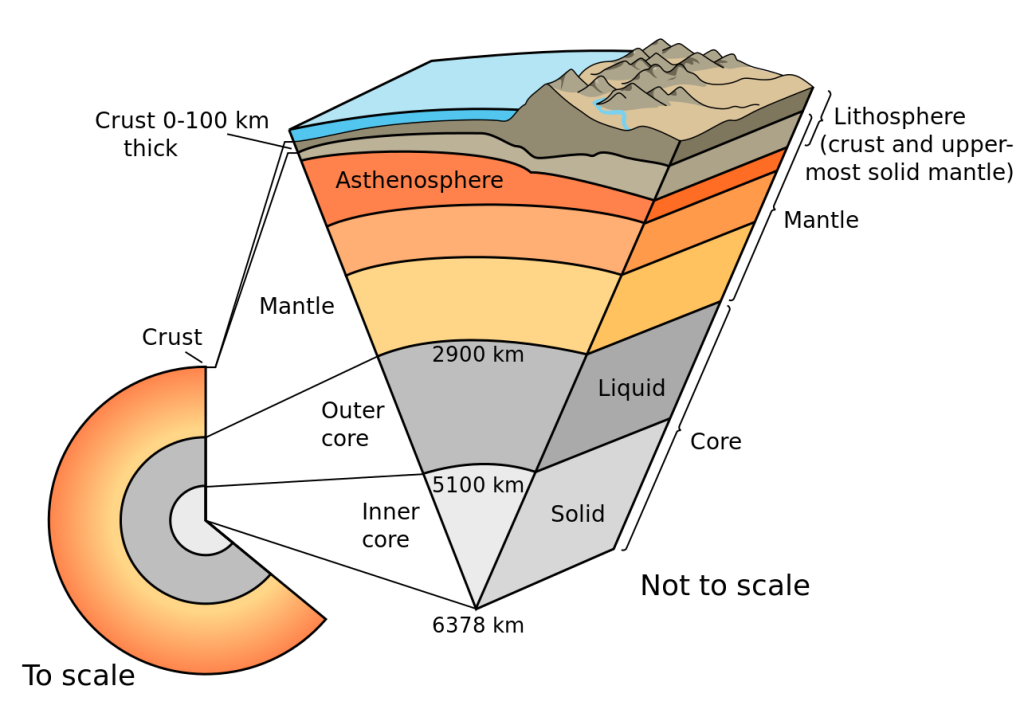 Crust 0-100 km
thick
Lithosphere
(crust and upper-
most solid mantle)
Asthenosphere
Mantle
Mantle
Crust
2900 km
Liquid
Outer
core
Core
5100 km
Inner
core
Solid
Not to scale
6378 km
To scale